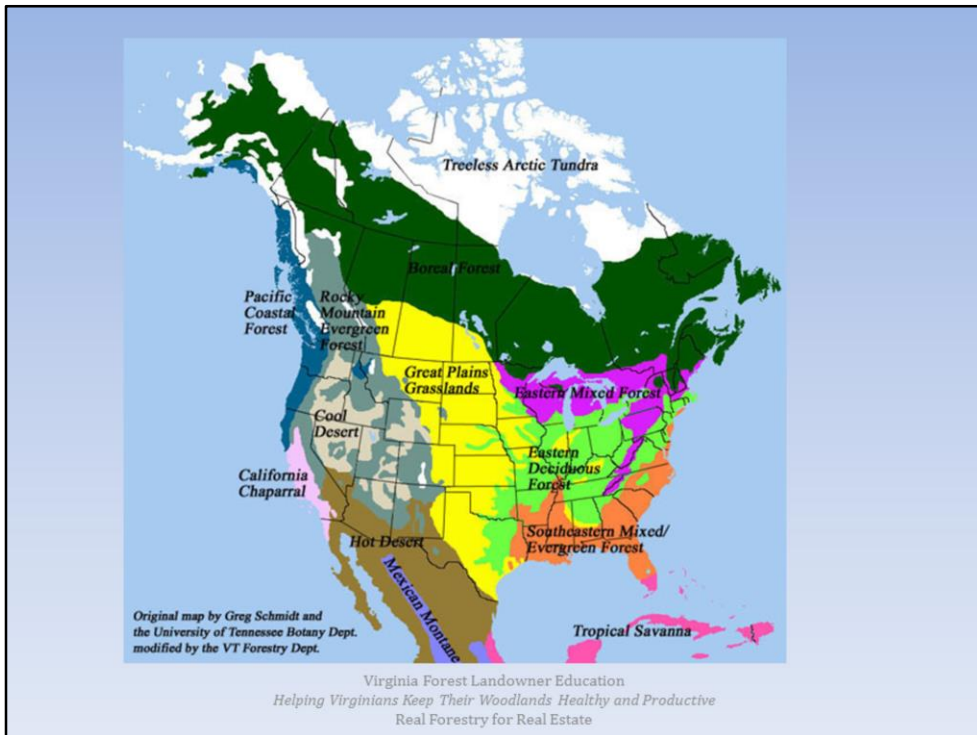 Treeless Arctic Tundra
Boreal Forest
Pacific
Coastal
Forest
Rocky
Mountain
Evergreen
Forest
Great Plains
Grasslands
Eastern Mixed Forest
Cool
Desert
Eastern
Deciduous
Forest
California
Chaparral
Southeastern Mixed/
Evergreen Forest
Hot Desert
Mexican Montane
Tropical Savanna
Original map by Greg Schmidt and
the University of Tennessee Botany Dept.
modified by the VT Forestry Dept.
Virginia Forest Landowner Education
Helping Virginians Keep Their Woodlands Healthy and Productive
Real Forestry for Real Estate